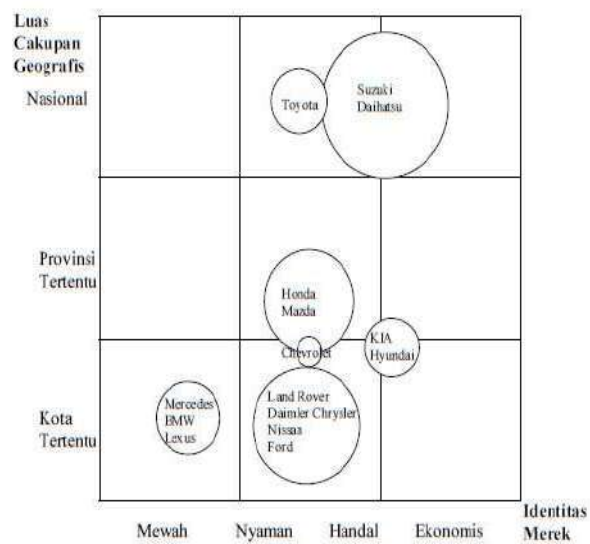 Luas
Cakupan
Geografis
Nasional
Toyota
Suzuki
Daihatsu
Provinsi
Tertentu
Honda
Mazda
Chevrolet
KIA
Hyundai
Kota
Tertentu
Mercedes
BMW
Lexus
Land Rover
Daimler Chrysler
Nissan
Ford
Mewah
Nyaman
Handal
Ekonomis
Identitas
Merek